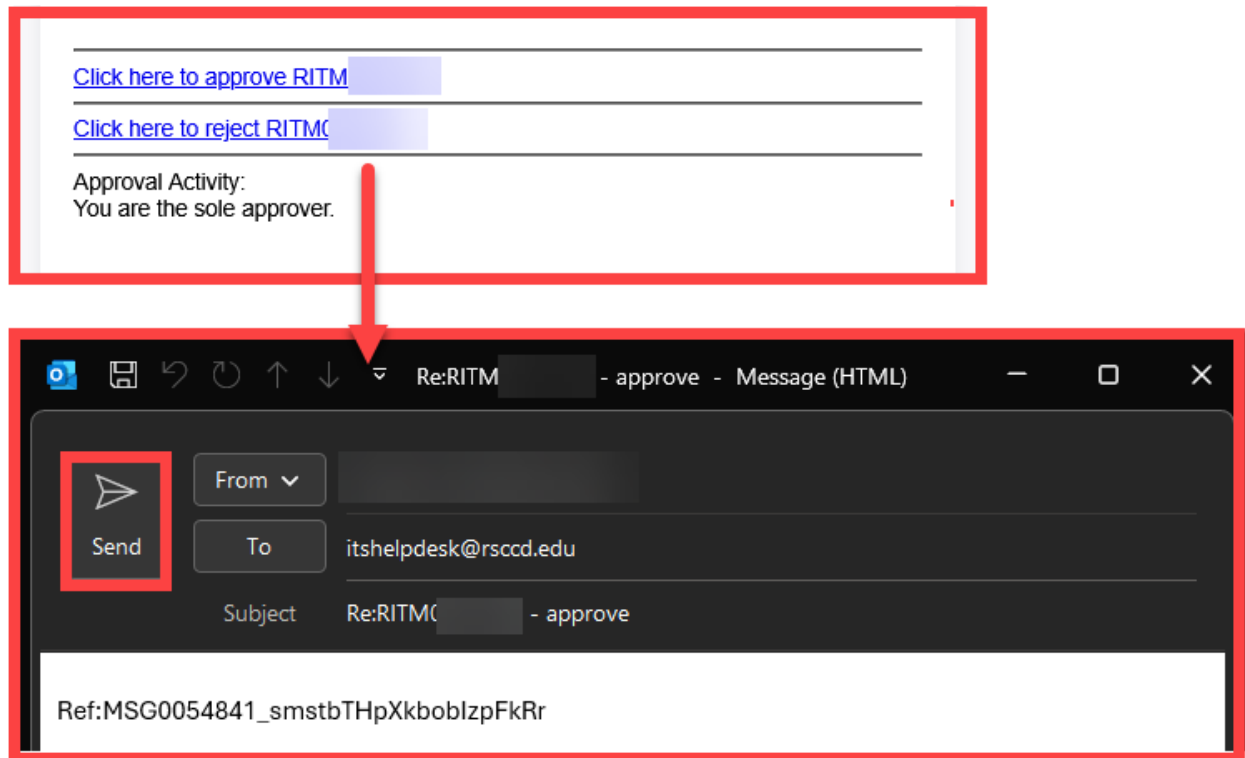 Click here to approve RITM
Click here to reject RITM0
Approval Activity:
You are the sole approver.
Re:RITM - approve - Message (HTML)
Send
From
To
itshelpdesk@rsccd.edu
Subject
Re:RITM0 - approve
Ref:MSG0054841_smstbTHpXkboblzpFkRr